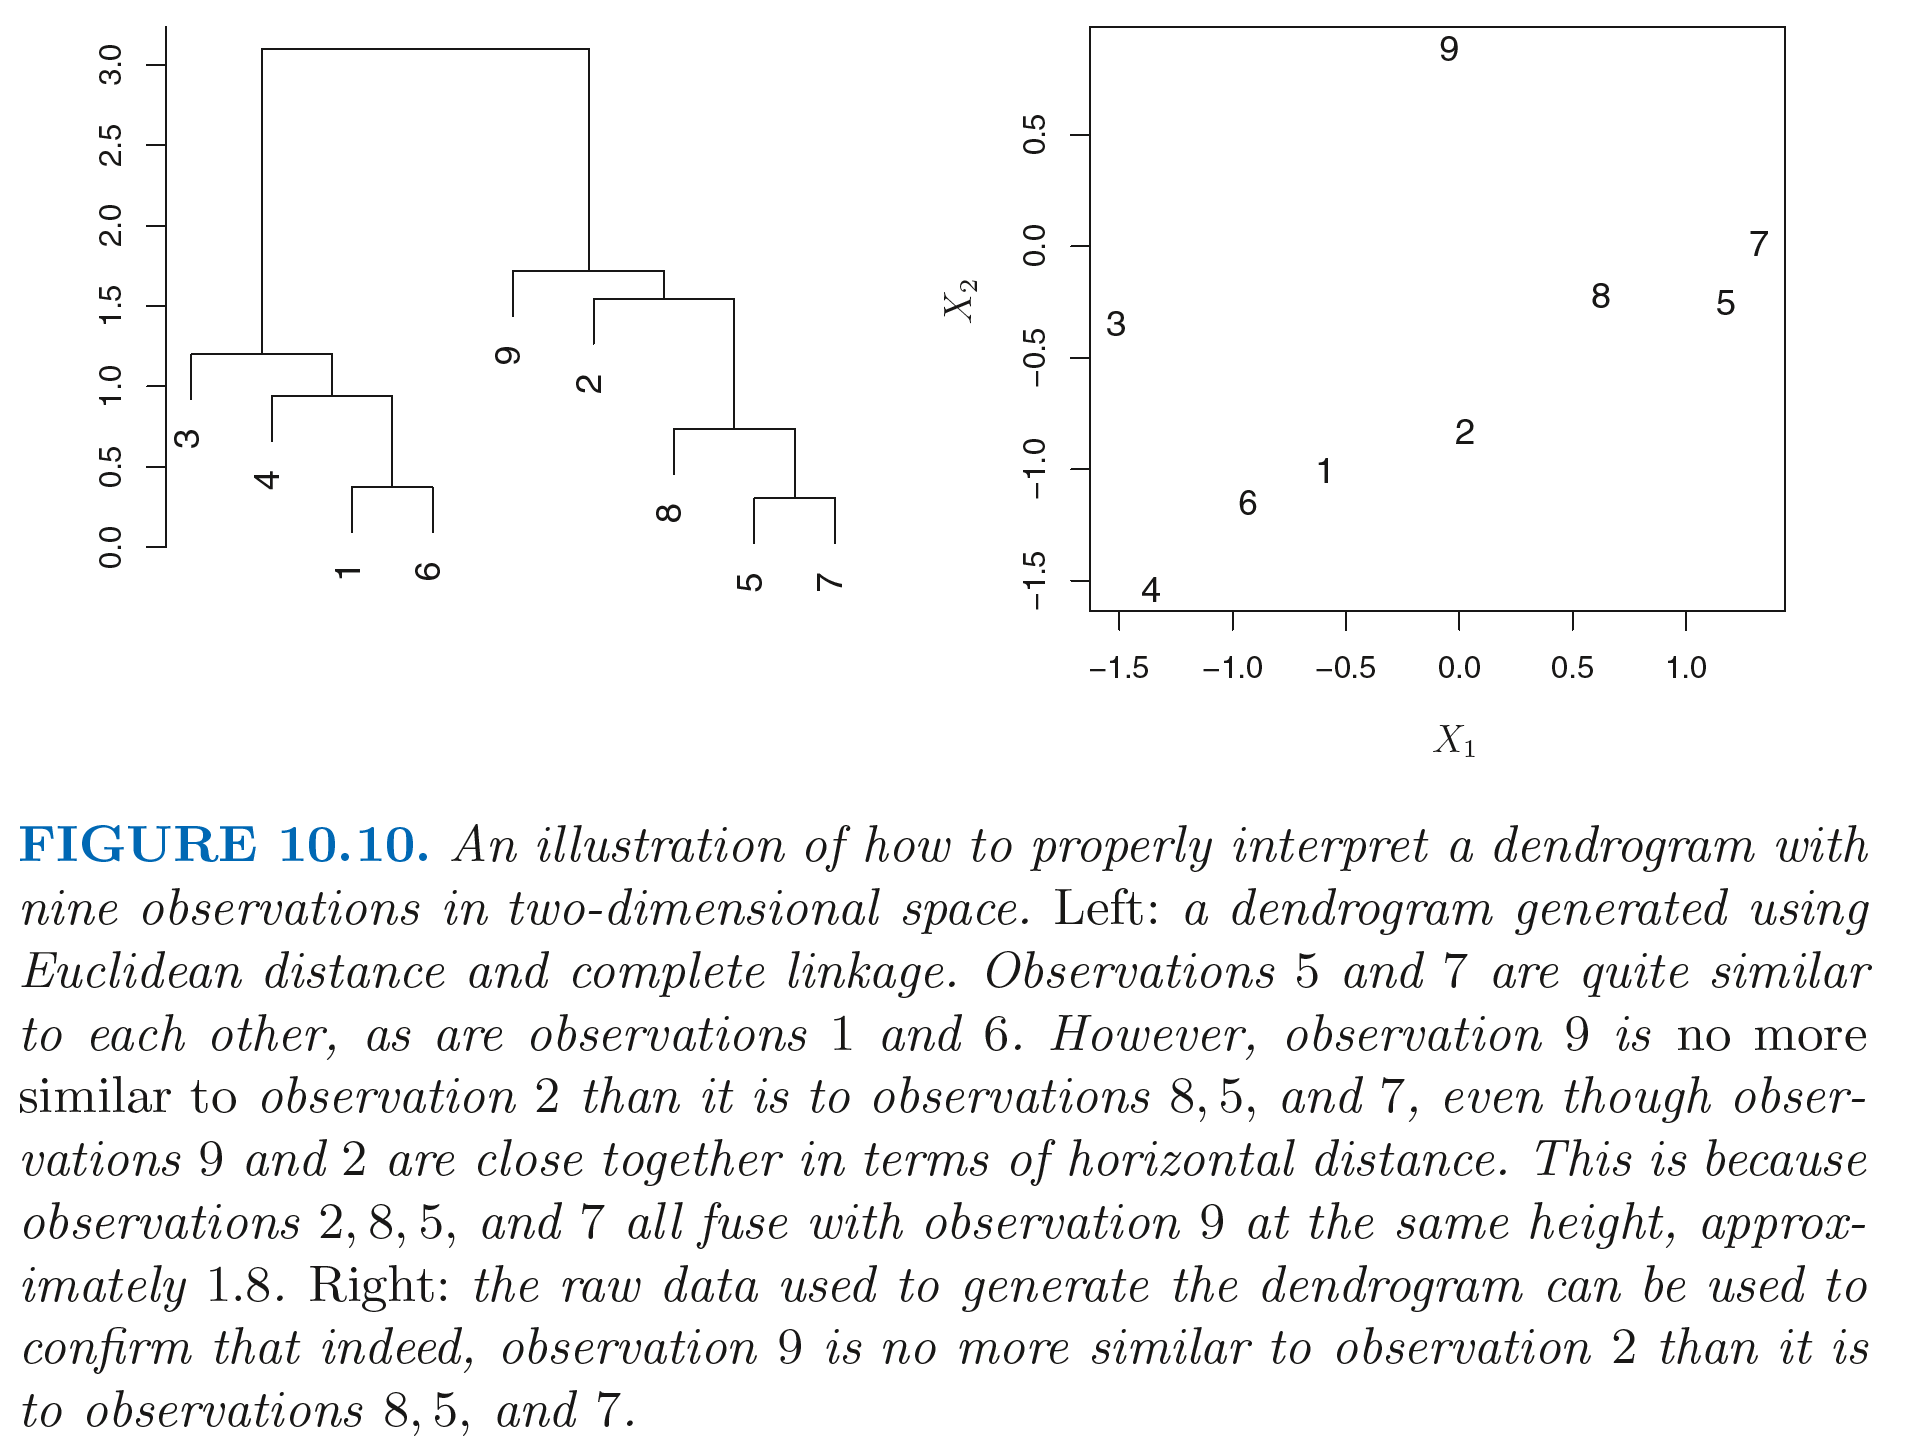 3.0
2.5
2.0
1.5
1.0
0.5
0.0
3
4
1
6
9
2
8
5
7
X2
0.5
0.0
−0.5
−1.0
−1.5
9
7
8
5
3
2
1
6
4
−1.5 −1.0 −0.5 0.0 0.5 1.0
X1
FIGURE 10.10. An illustration of how to properly interpret a dendrogram with
nine observations in two-dimensional space. Left: a dendrogram generated using
Euclidean distance and complete linkage. Observations 5 and 7 are quite similar
to each other, as are observations 1 and 6. However, observation 9 is no more
similar to observation 2 than it is to observations 8, 5, and 7, even though obser-
vations 9 and 2 are close together in terms of horizontal distance. This is because
observations 2, 8, 5, and 7 all fuse with observation 9 at the same height, approx-
imately 1.8. Right: the raw data used to generate the dendrogram can be used to
confirm that indeed, observation 9 is no more similar to observation 2 than it is
to observations 8, 5, and 7.